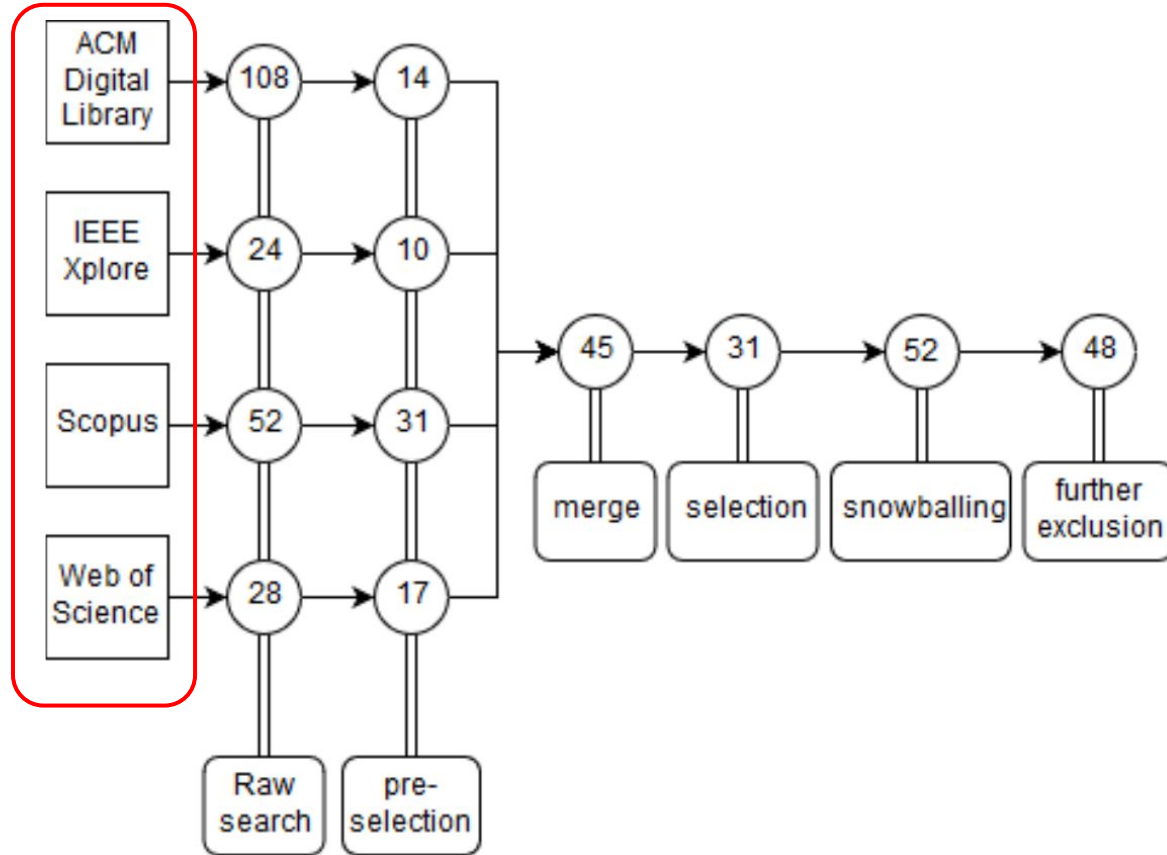 ACM
Digital
Library
108
14
IEEE
Xplore
24
10
Scopus
52
31
Web of
Science
28
17
45
31
52
48
merge
selection
snowballing
further
exclusion
Raw
search
pre-
selection